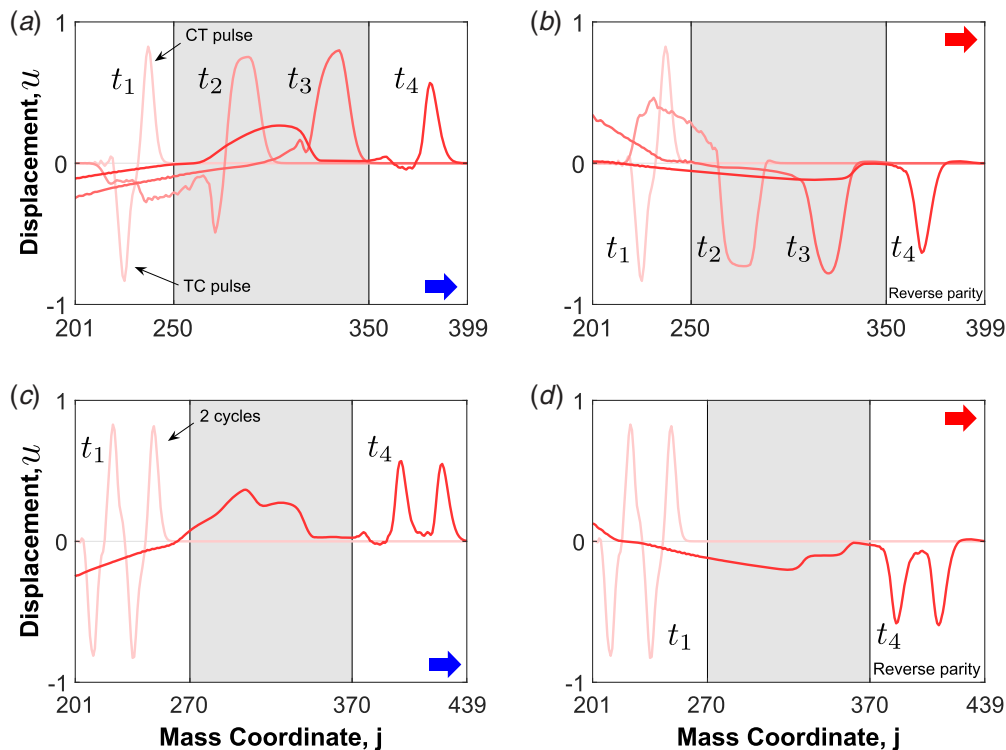 (a)
1
CT pulse
t1
t2
t3
t4
0
TC pulse
-1
201
250
350
399
Displacement, u
(b)
1
0
t1
t2
t3
t4
Reverse parity
-1
201
250
350
399
(c)
1
2 cycles
t1
t4
0
-1
201
270
370
439
Displacement, u
Mass Coordinate, j
(d)
1
0
t1
t4
Reverse parity
-1
201
270
370
439
Mass Coordinate, j